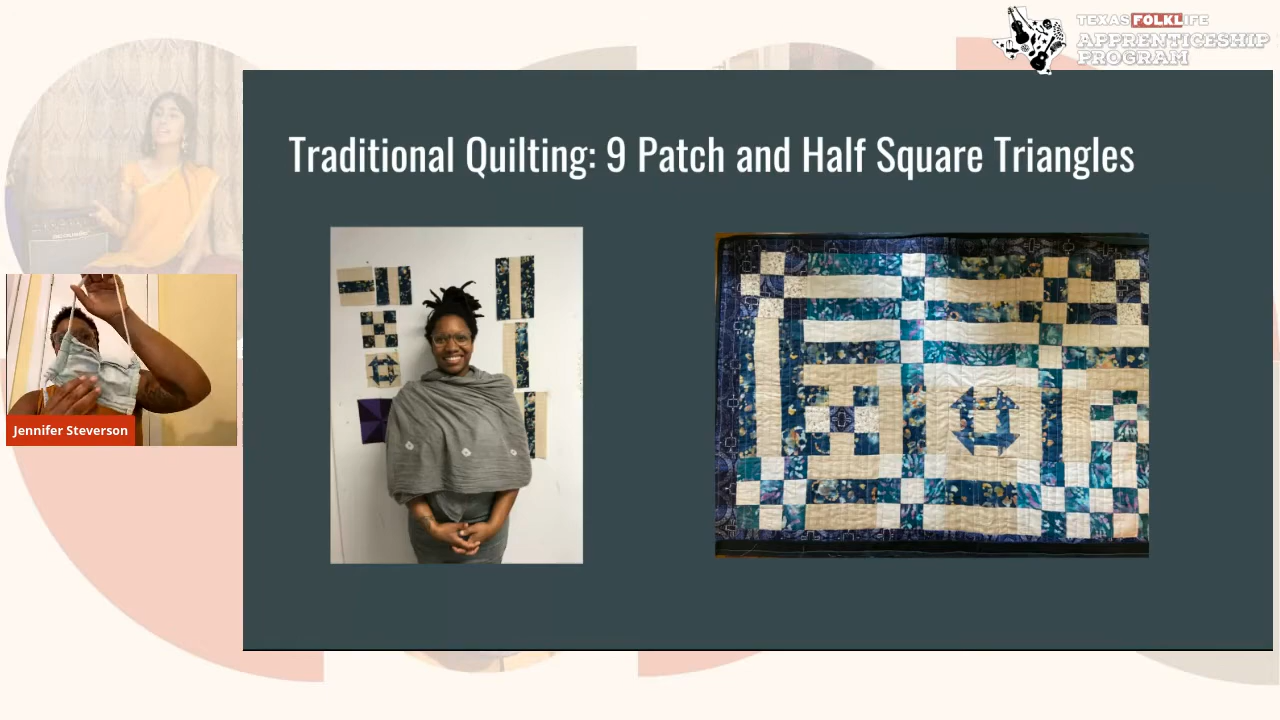 TEXAS FOLKLIFE
APPRENTICESHIP
PROGRAM
Traditional Quilting: 9 Patch and Half Square Triangles
Jennifer Steverson